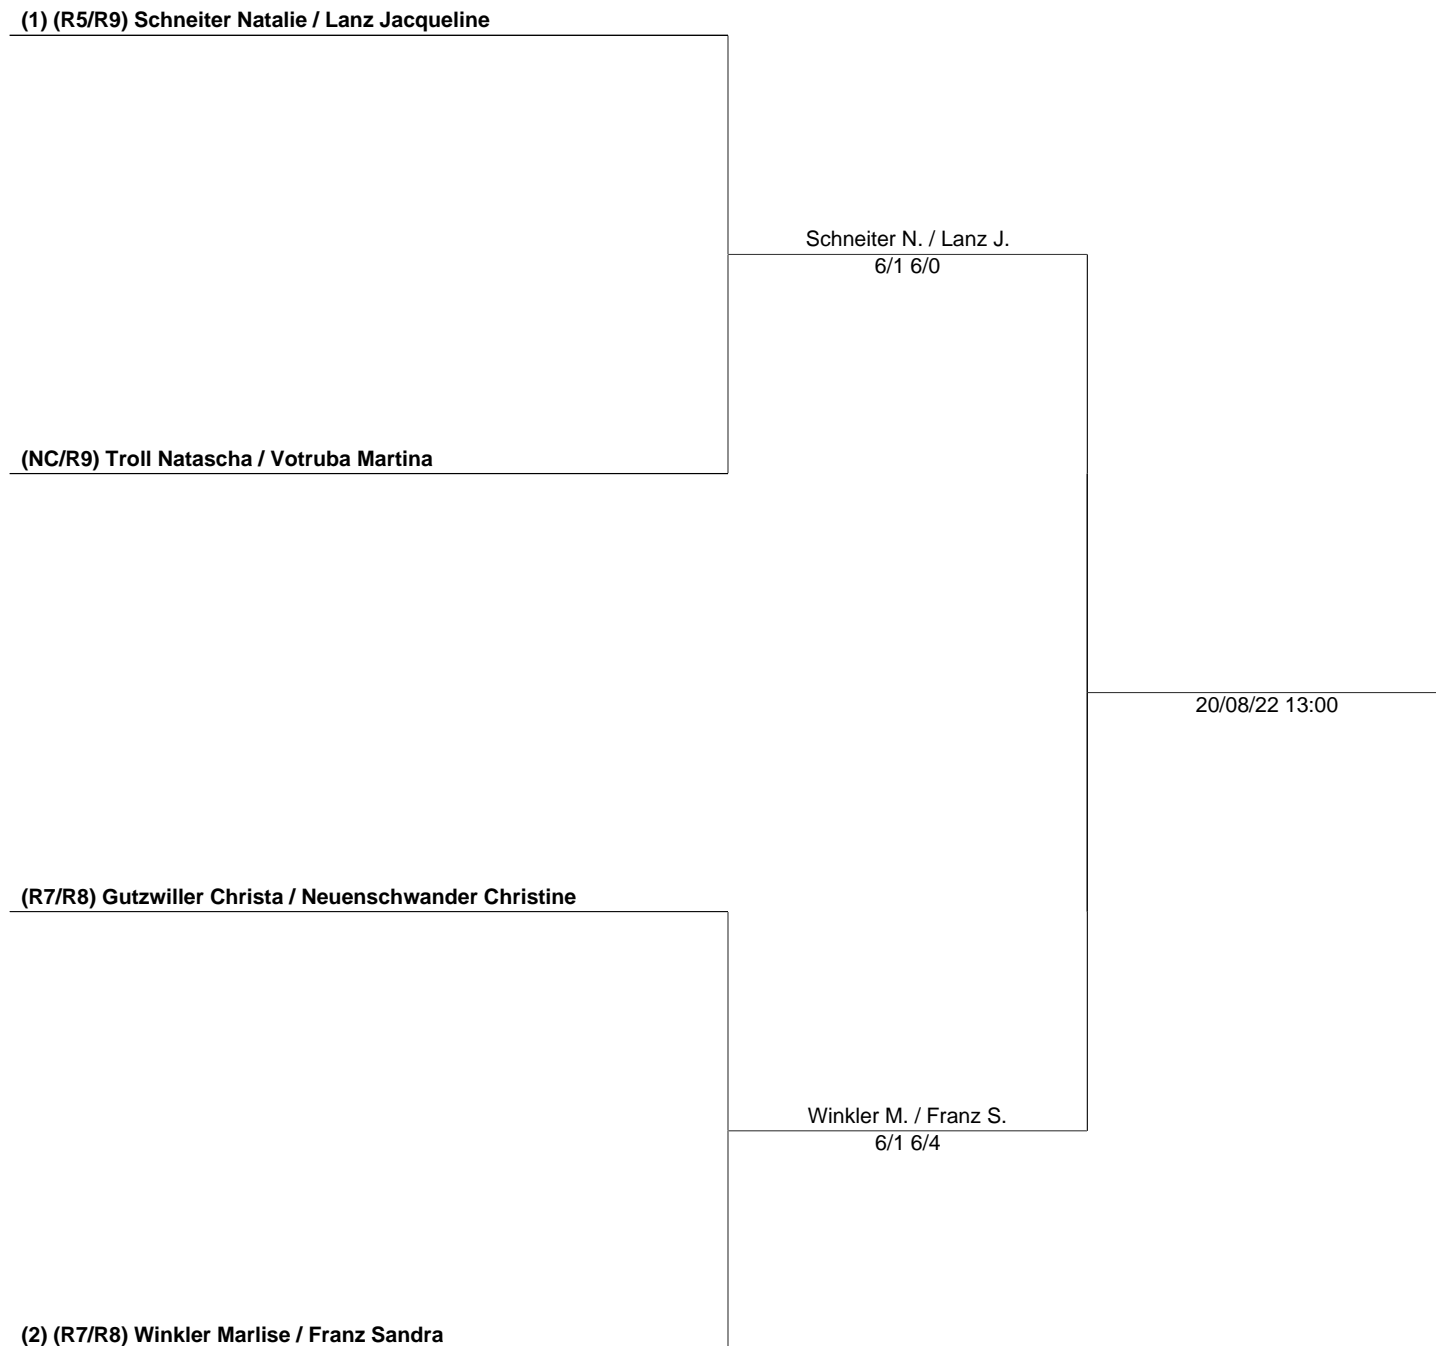 (1) (R5/R9) Schneiter Natalie / Lanz Jacqueline
Schneiter N. / Lanz J.
6/1 6/0
(NC/R9) Troll Natascha / Votruba Martina
20/08/22 13:00
(R7/R8) Gutzwiller Christa / Neuenschwander Christine
Winkler M. / Franz S.
6/1 6/4
(2) (R7/R8) Winkler Marlise / Franz Sandra